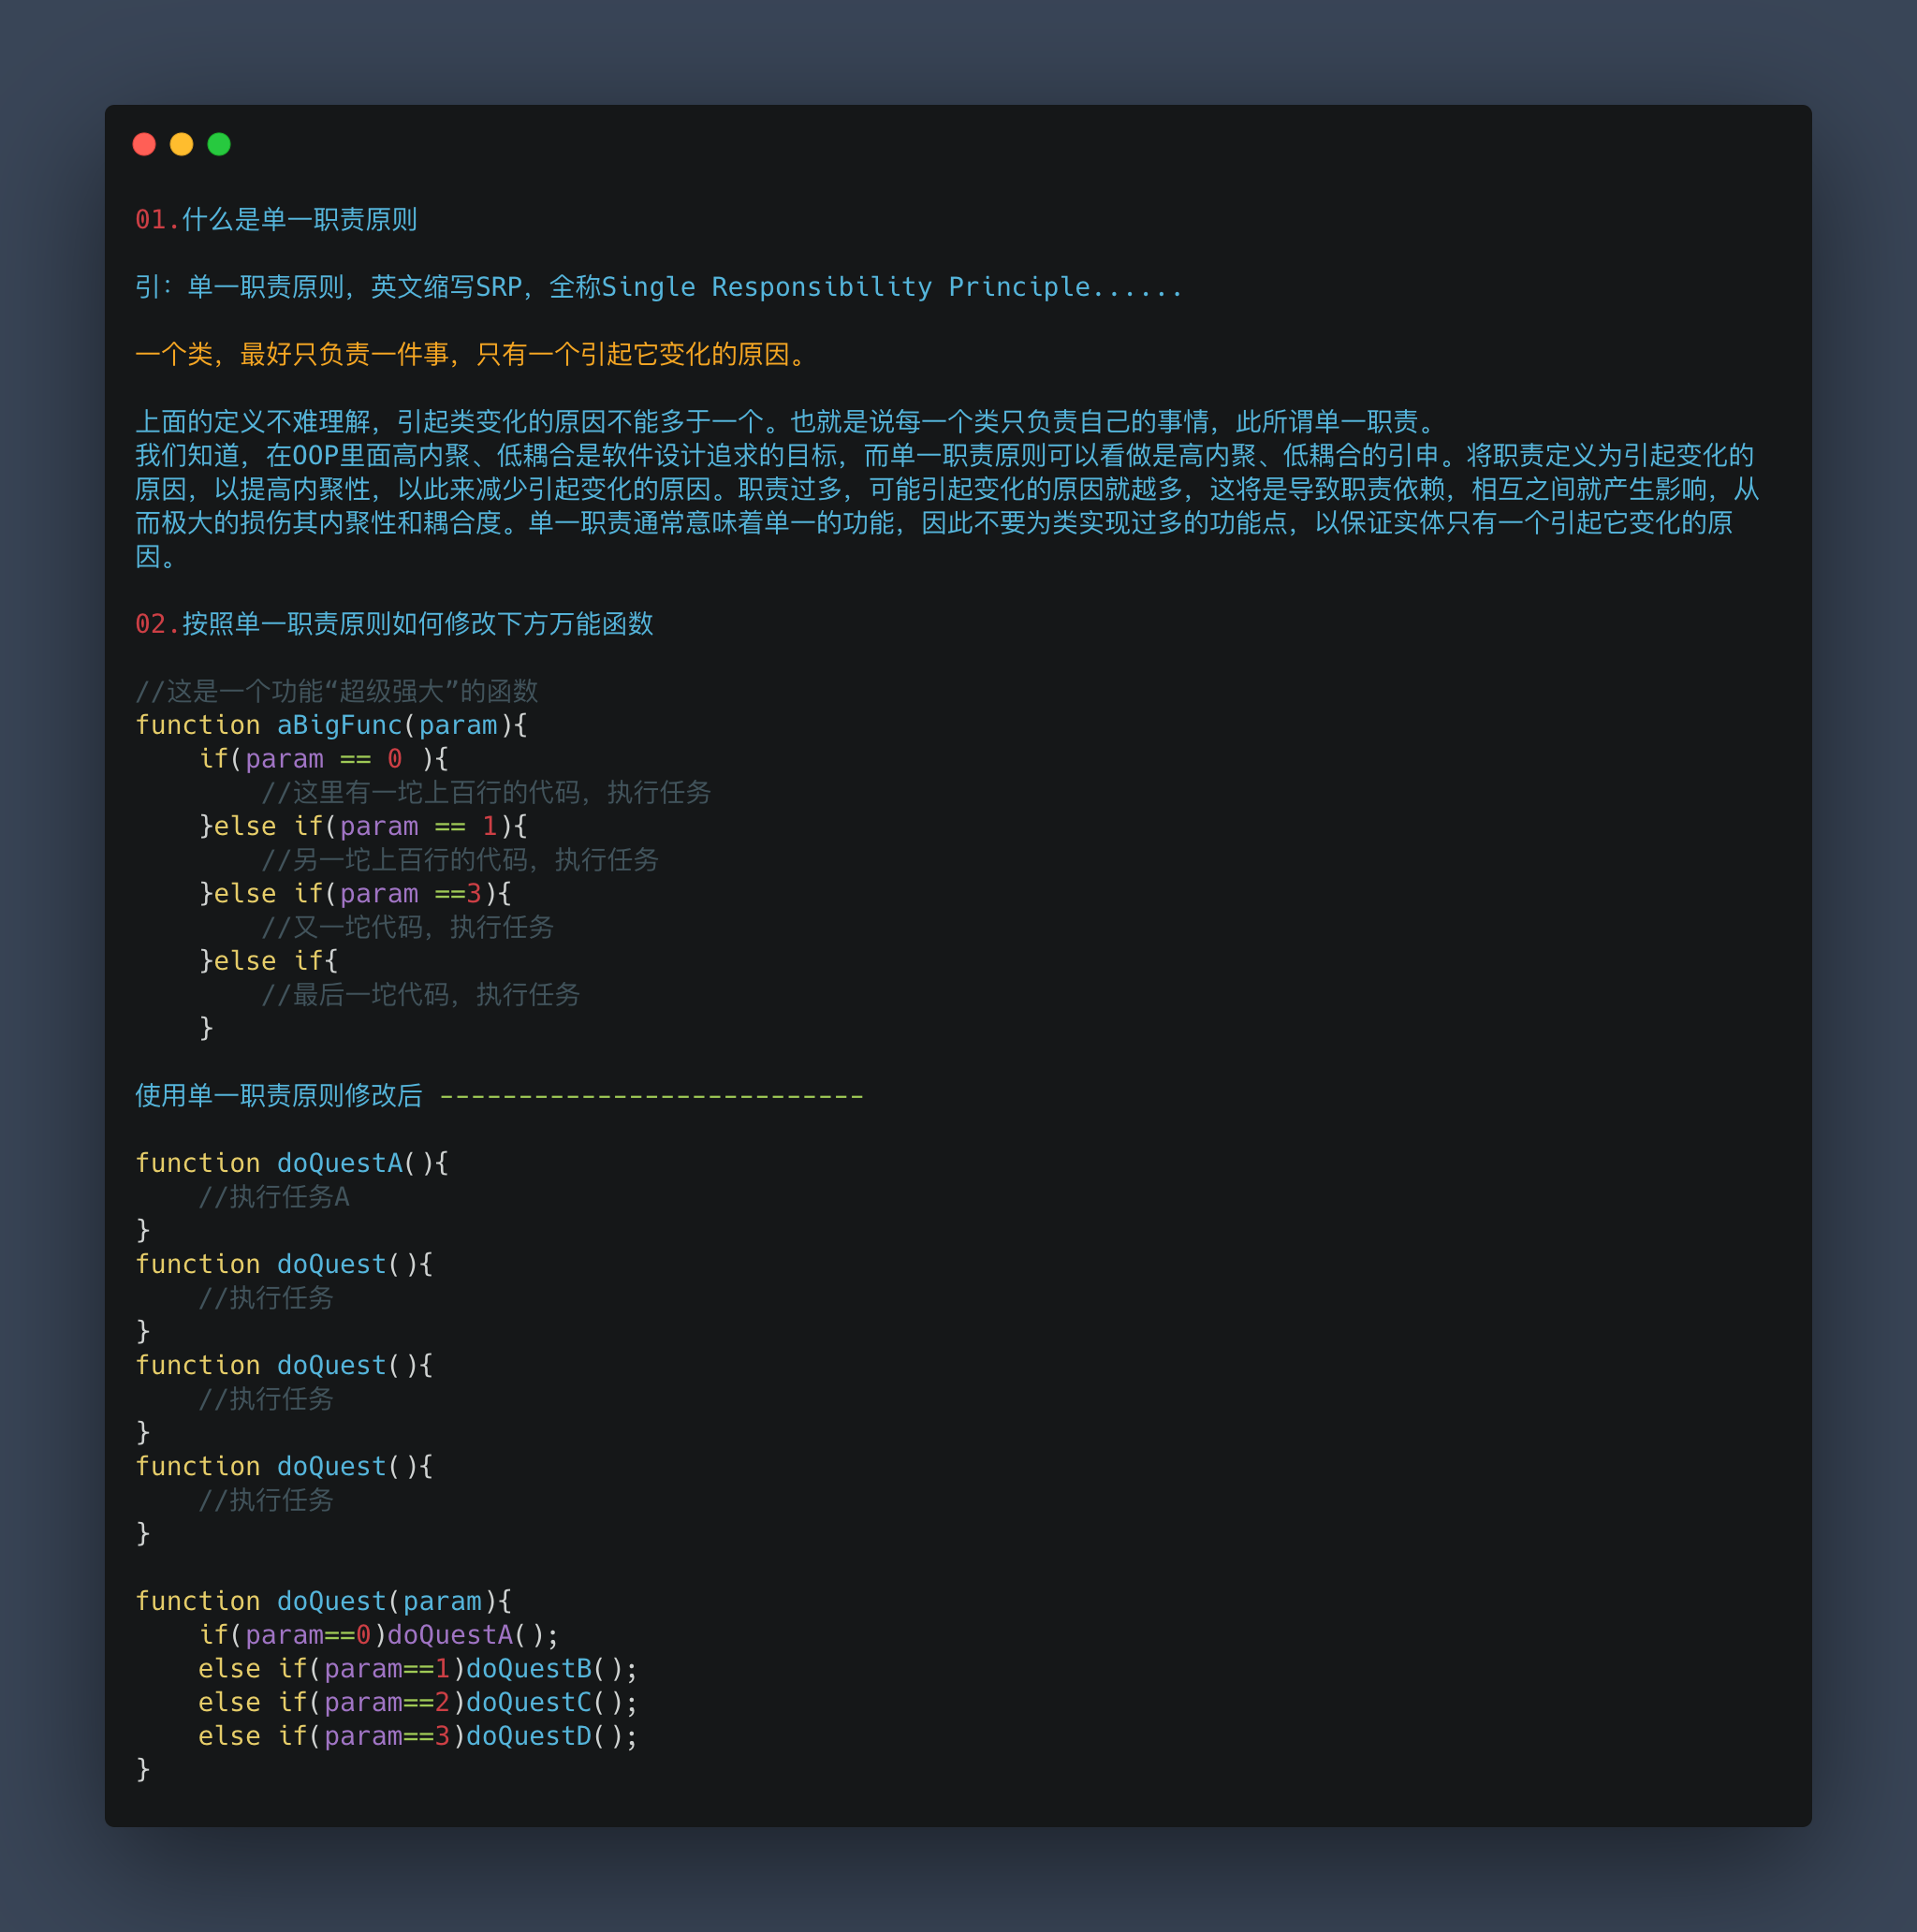 01.什么是单一职责原则
引：单一职责原则，英文缩写SRP，全称Single Responsibility Principle......
一个类，最好只负责一件事，只有一个引起它变化的原因。
上面的定义不难理解，引起类变化的原因不能多于一个。也就是说每一个类只负责自己的事情，此所谓单一职责。
我们知道，在OOP里面高内聚、低耦合是软件设计追求的目标，而单一职责原则可以看做是高内聚、低耦合的引申。将职责定义为引起变化的
原因，以提高内聚性，以此来减少引起变化的原因。职责过多，可能引起变化的原因就越多，这将是导致职责依赖，相互之间就产生影响，从
而极大的损伤其内聚性和耦合度。单一职责通常意味着单一的功能，因此不要为类实现过多的功能点，以保证实体只有一个引起它变化的原
因。
02.按照单一职责原则如何修改下方万能函数
//这是一个功能“超级强大”的函数
function aBigFunc(param){
    if(param == 0 ){
        //这里有一坨上百行的代码，执行任务
    }else if(param == 1){
        //另一坨上百行的代码，执行任务
    }else if(param ==3){
        //又一坨代码，执行任务
    }else if{
        //最后一坨代码，执行任务
    }
使用单一职责原则修改后 ---------------------------
function doQuestA(){
    //执行任务A
}
function doQuest(){
    //执行任务
}
function doQuest(){
    //执行任务
}
function doQuest(){
    //执行任务
}
function doQuest(param){
    if(param==0)doQuestA();
    else if(param==1)doQuestB();
    else if(param==2)doQuestC();
    else if(param==3)doQuestD();
}